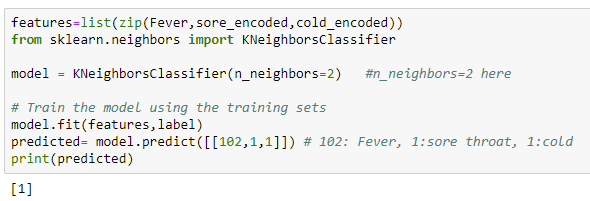 features=list(zip(Fever,sore_encoded,cold_encoded))
from sklearn.neighbors import KNeighborsClassifier
model = KNeighborsClassifier(n_neighbors=2)   #n_neighbors=2 here
# Train the model using the training sets
model.fit(features,label)
predicted= model.predict([[102,1,1]]) # 102: Fever, 1:sore throat, 1:cold
print(predicted)
[1]